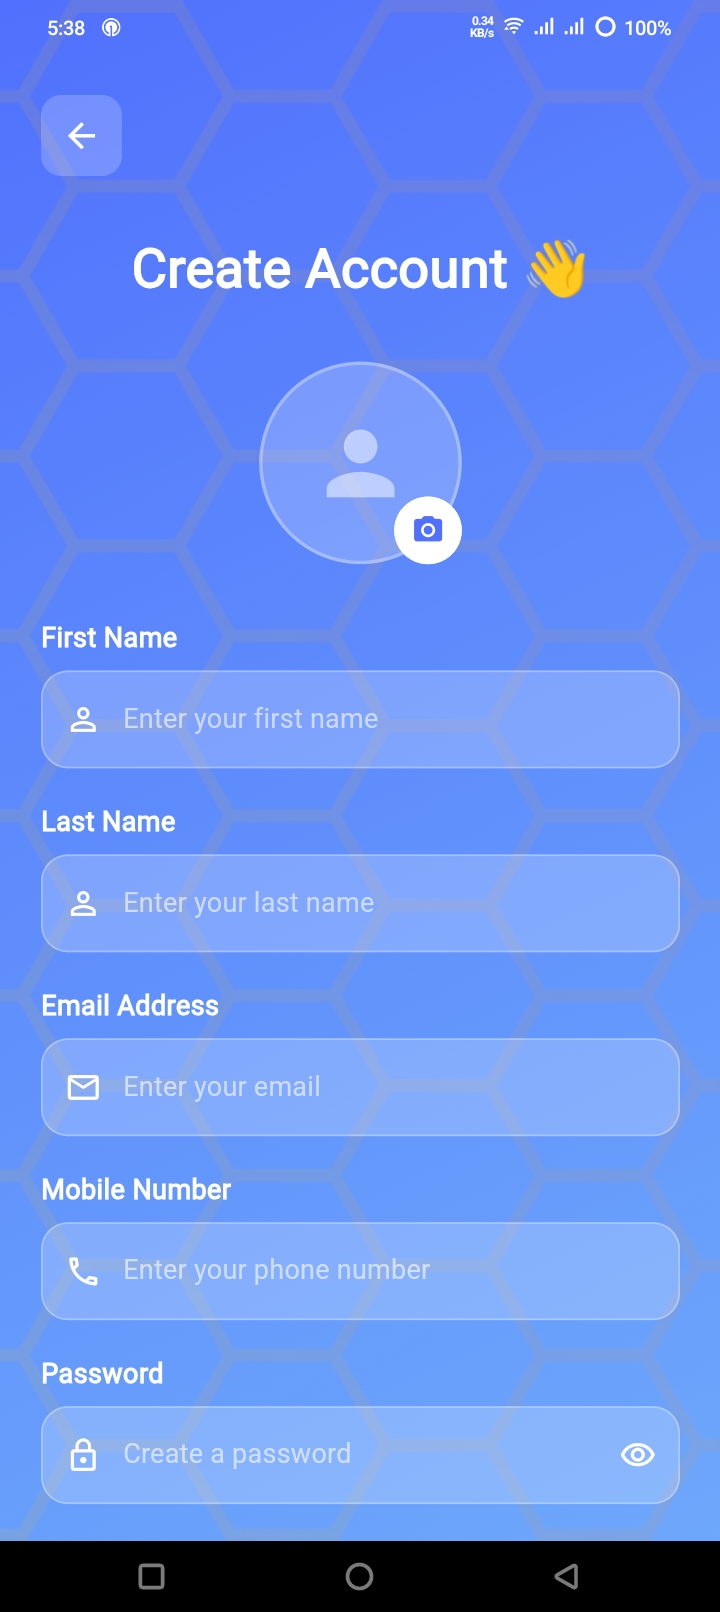 5:38 0.34 KB/s 100%
Create Account 👋
First Name
Enter your first name
Last Name
Enter your last name
Email Address
Enter your email
Mobile Number
Enter your phone number
Password
Create a password